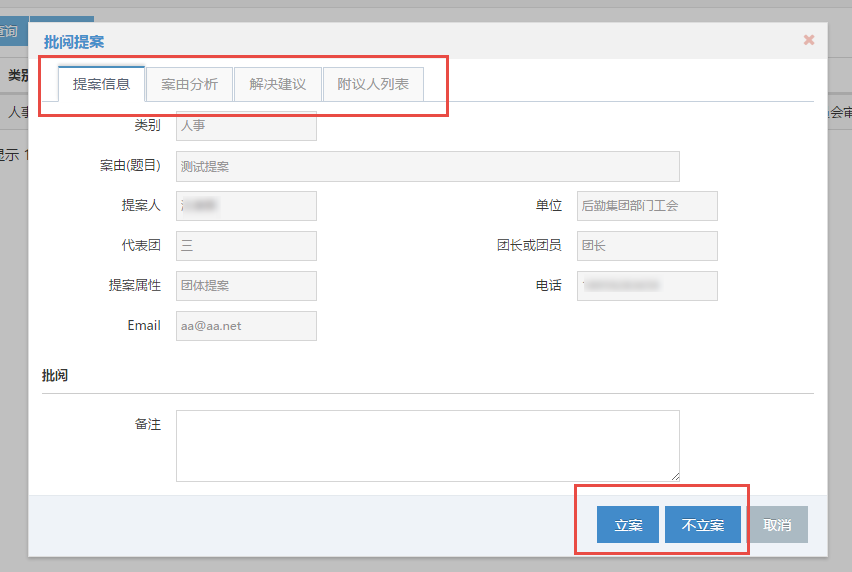 查询
批阅提案
类别
提案信息 案由分析 解决建议 附议人列表
人事
会审
显示 1
类别 人事
案由(题目) 测试提案
提案人 单位 后勤集团部门工会
代表团 三 团长或团员 团长
提案属性 团体提案 电话
Email aa@aa.net
批阅
备注
立案 不立案 取消